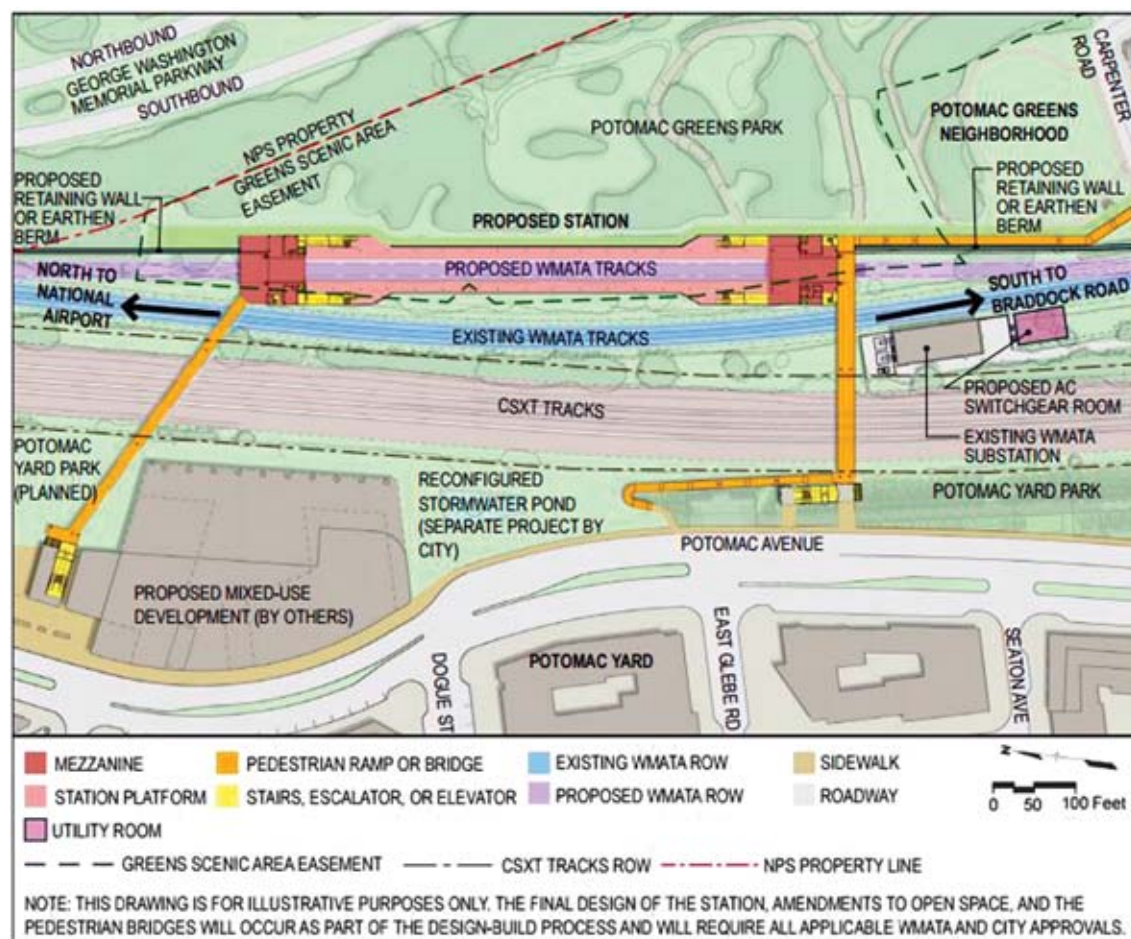 NORTHBOUND
GEORGE WASHINGTON
MEMORIAL PARKWAY
SOUTHBOUND
NPS PROPERTY
GREENS SCENIC AREA
EASEMENT
POTOMAC GREENS PARK
CARPENTER
ROAD
POTOMAC GREENS
NEIGHBORHOOD
PROPOSED
RETAINING WALL
OR EARTHEN
BERM
PROPOSED STATION
PROPOSED
RETAINING WALL
OR EARTHEN
BERM
NORTH TO
NATIONAL
AIRPORT
PROPOSED WMATA TRACKS
SOUTH TO
BRADDOCK ROAD
EXISTING WMATA TRACKS
CSXT TRACKS
PROPOSED AC
SWITCHGEAR ROOM
EXISTING WMATA
SUBSTATION
POTOMAC
YARD PARK
(PLANNED)
RECONFIGURED
STORMWATER POND
(SEPARATE PROJECT BY
CITY)
POTOMAC YARD PARK
POTOMAC AVENUE
PROPOSED MIXED-USE
DEVELOPMENT (BY OTHERS)
DOGUE ST
POTOMAC YARD
EAST GLEBE RD
SEATON AVE
MEZZANINE
PEDESTRIAN RAMP OR BRIDGE
EXISTING WMATA ROW
SIDEWALK
STATION PLATFORM
STAIRS, ESCALATOR, OR ELEVATOR
PROPOSED WMATA ROW
ROADWAY
UTILITY ROOM
N
0 50 100 Feet
GREENS SCENIC AREA EASEMENT
CSXT TRACKS ROW
NPS PROPERTY LINE
NOTE: THIS DRAWING IS FOR ILLUSTRATIVE PURPOSES ONLY. THE FINAL DESIGN OF THE STATION, AMENDMENTS TO OPEN SPACE, AND THE
PEDESTRIAN BRIDGES WILL OCCUR AS PART OF THE DESIGN-BUILD PROCESS AND WILL REQUIRE ALL APPLICABLE WMATA AND CITY APPROVALS.